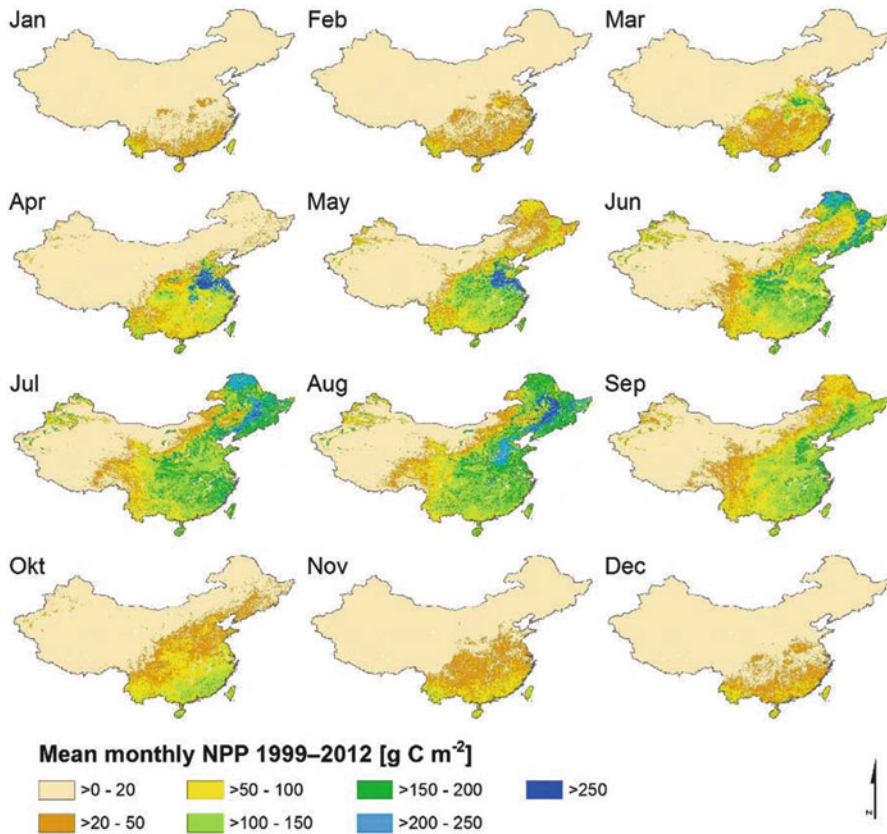 Jan Feb Mar
Apr May Jun
Jul Aug Sep
Okt Nov Dec
Mean monthly NPP 1999–2012 [g C m⁻²]
>0 - 20 >50 - 100 >150 - 200 >250
>20 - 50 >100 - 150 >200 - 250
N